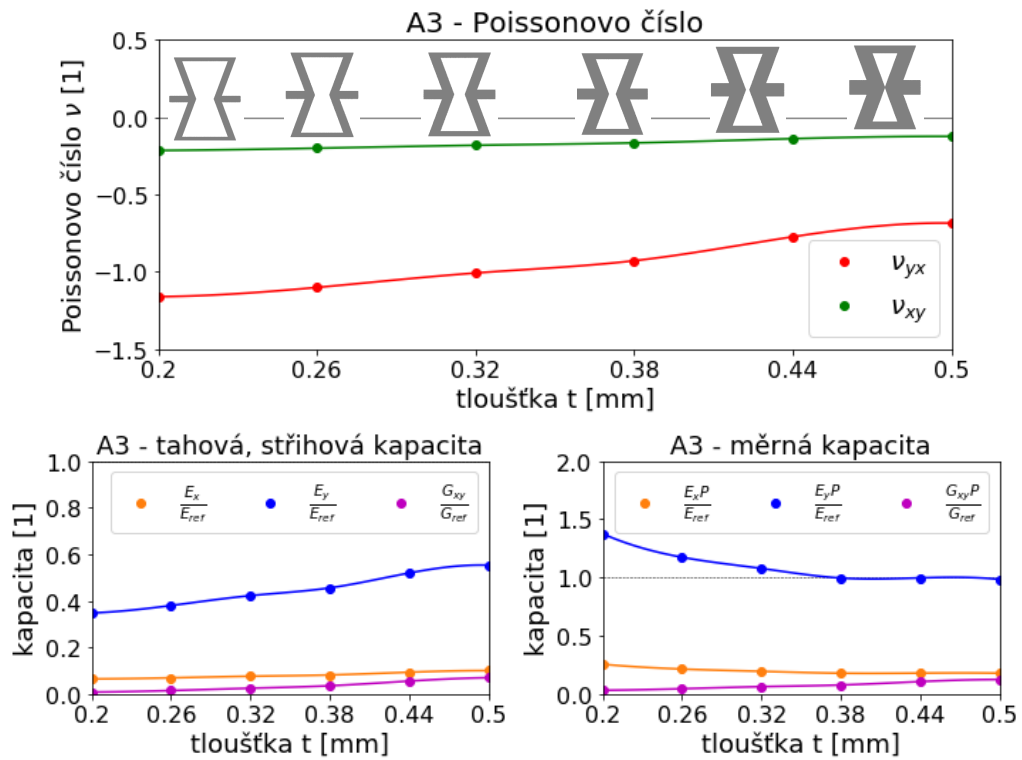 A3 - Poissonovo číslo
Poissonovo číslo ν [1]
0.5
0.0
−0.5
−1.0
−1.5
ν_yx
ν_xy
0.2 0.26 0.32 0.38 0.44 0.5
tloušťka t [mm]
A3 - tahová, střihová kapacita
kapacita [1]
1.0
0.8
0.6
0.4
0.2
0.0
E_x/E_ref E_y/E_ref G_xy/G_ref
0.2 0.26 0.32 0.38 0.44 0.5
tloušťka t [mm]
A3 - měrná kapacita
kapacita [1]
2.0
1.5
1.0
0.5
0.0
E_xP/E_ref E_yP/E_ref G_xyP/G_ref
0.2 0.26 0.32 0.38 0.44 0.5
tloušťka t [mm]